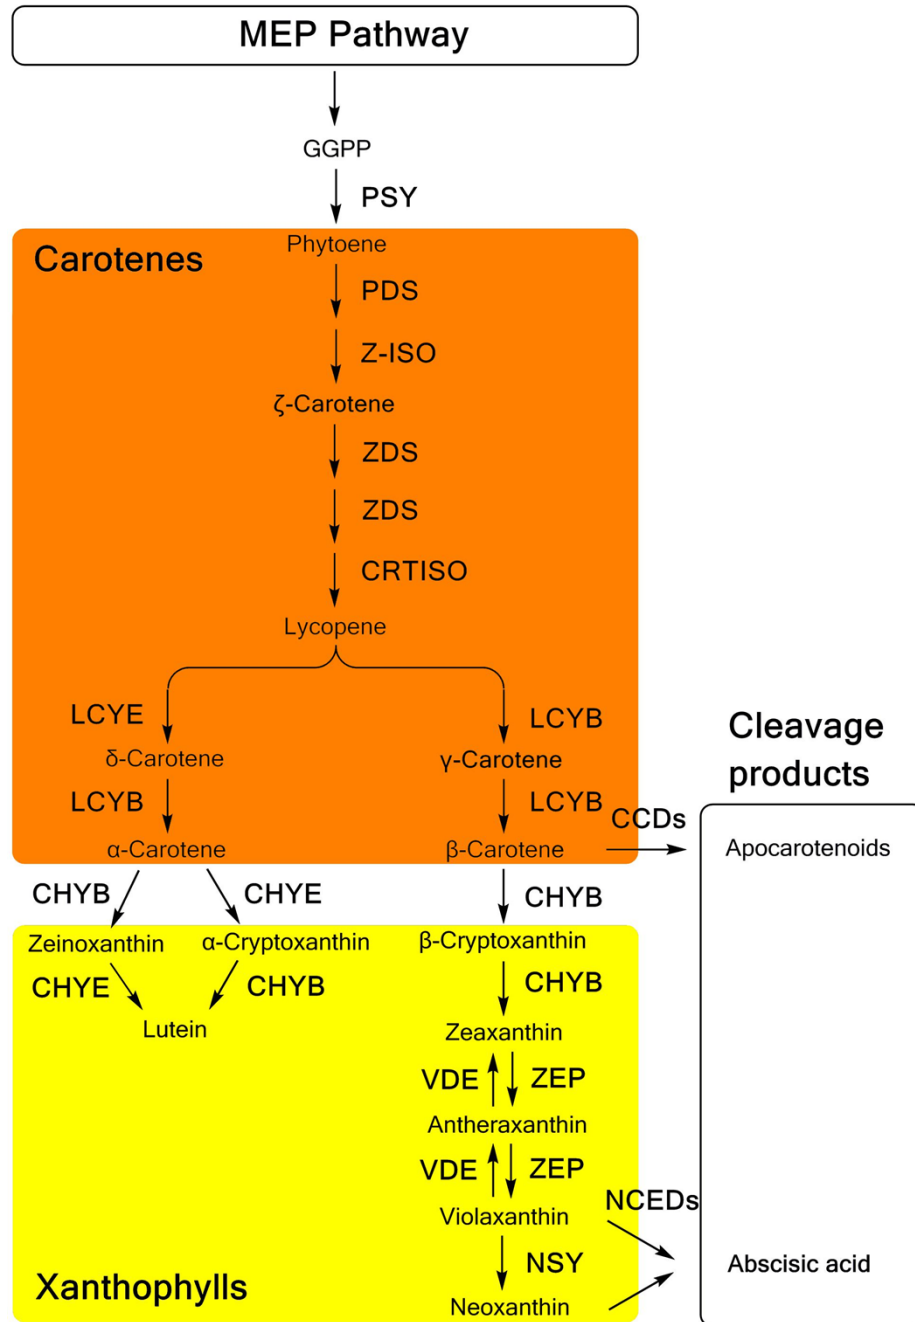 MEP Pathway
GGPP
PSY
Phytoene
Carotenes
PDS
Z-ISO
ζ-Carotene
ZDS
ZDS
CRTISO
Lycopene
LCYE
LCYB
δ-Carotene
γ-Carotene
LCYB
LCYB
α-Carotene
β-Carotene
CCDs
Cleavage
products
Apocarotenoids
CHYB
CHYE
CHYB
Zeinoxanthin
α-Cryptoxanthin
β-Cryptoxanthin
CHYE
CHYB
CHYB
Lutein
Zeaxanthin
VDE
ZEP
Antheraxanthin
VDE
ZEP
Violaxanthin
NCEDs
NSY
Abscisic acid
Neoxanthin
Xanthophylls